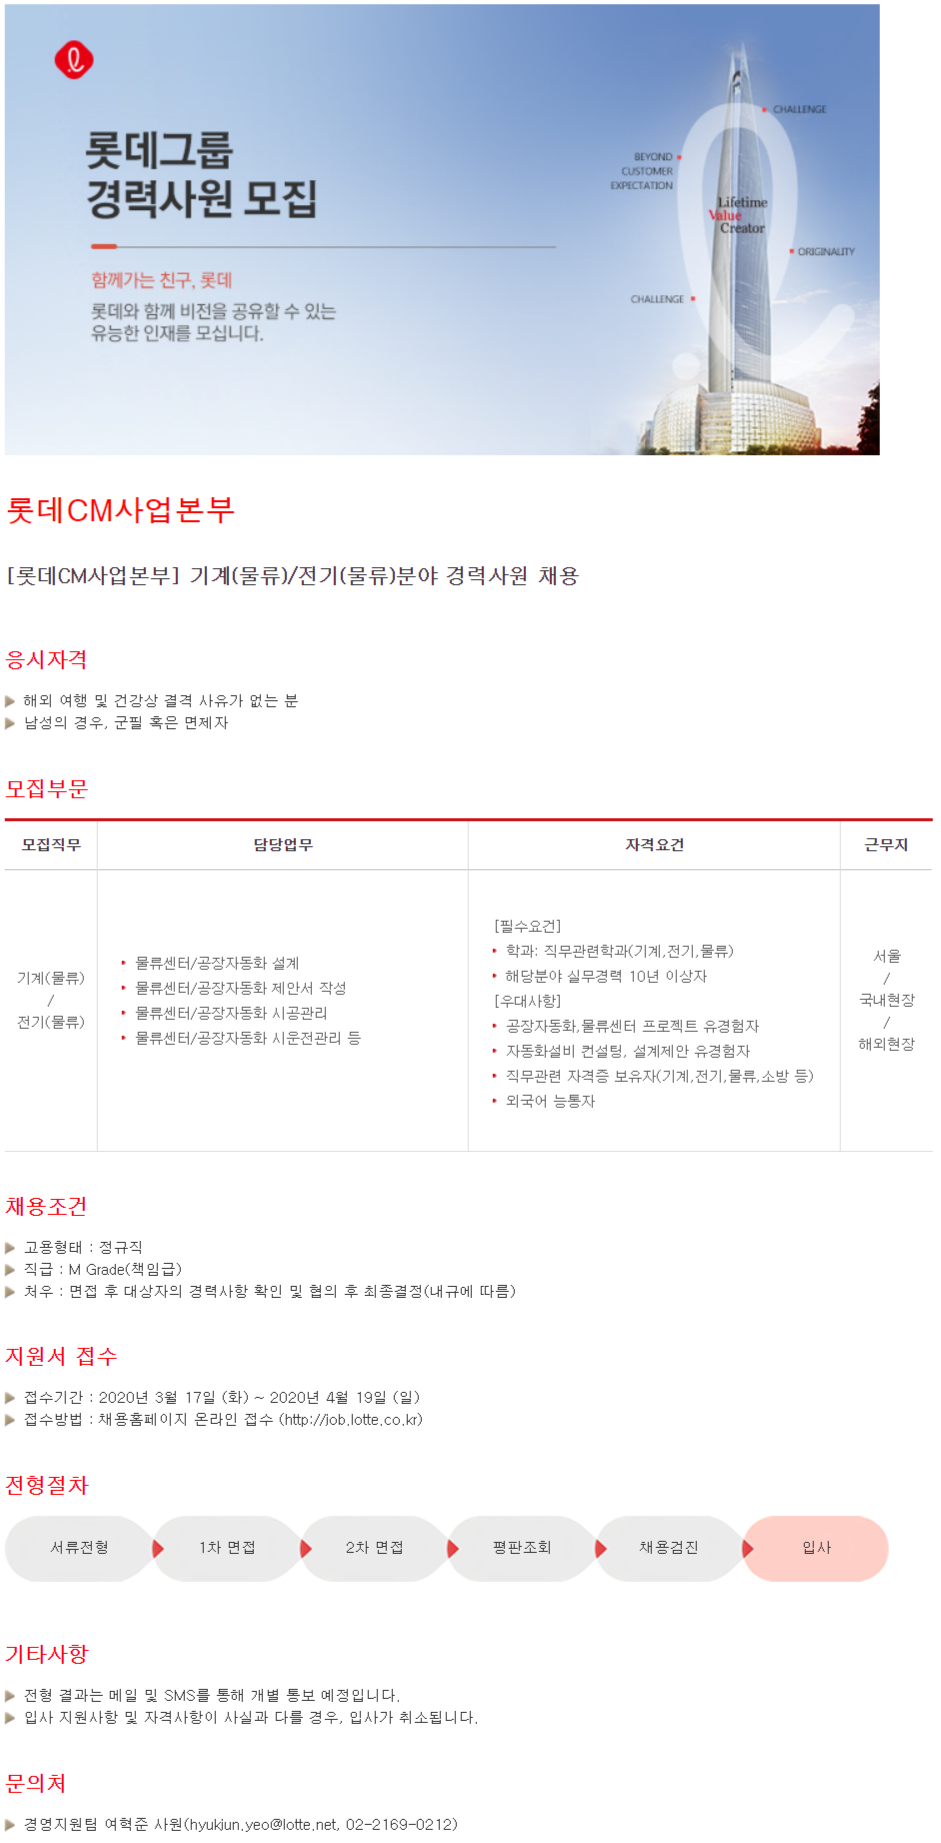 롯데그룹
경력사원 모집
함께가는 친구, 롯데
롯데와 함께 비전을 공유할 수 있는
유능한 인재를 모십니다.
CHALLENGE
BEYOND
CUSTOMER
EXPECTATION
Lifetime
Value
Creator
ORIGINALITY
CHALLENGE
롯데CM사업본부
[롯데CM사업본부] 기계(물류)/전기(물류)분야 경력사원 채용
응시자격
해외 여행 및 건강상 결격 사유가 없는 분
남성의 경우, 군필 혹은 면제자
모집부문
모집직무 담당업무 자격요건 근무지
기계(물류)
/
전기(물류)
물류센터/공장자동화 설계
물류센터/공장자동화 제안서 작성
물류센터/공장자동화 시공관리
물류센터/공장자동화 시운전관리 등
[필수요건]
학과: 직무관련학과(기계,전기,물류)
해당분야 실무경력 10년 이상자
[우대사항]
공장자동화,물류센터 프로젝트 유경험자
자동화설비 컨설팅, 설계제안 유경험자
직무관련 자격증 보유자(기계,전기,물류,소방 등)
외국어 능통자
서울
/
국내현장
/
해외현장
채용조건
고용형태 : 정규직
직급 : M Grade(책임급)
처우 : 면접 후 대상자의 경력사항 확인 및 협의 후 최종결정(내규에 따름)
지원서 접수
접수기간 : 2020년 3월 17일 (화) ~ 2020년 4월 19일 (일)
접수방법 : 채용홈페이지 온라인 접수 (http://job.lotte.co.kr)
전형절차
서류전형 1차 면접 2차 면접 평판조회 채용검진 입사
기타사항
전형 결과는 메일 및 SMS를 통해 개별 통보 예정입니다.
입사 지원사항 및 자격사항이 사실과 다를 경우, 입사가 취소됩니다.
문의처
경영지원팀 여혁준 사원(hyukjun.yeo@lotte.net, 02-2169-0212)